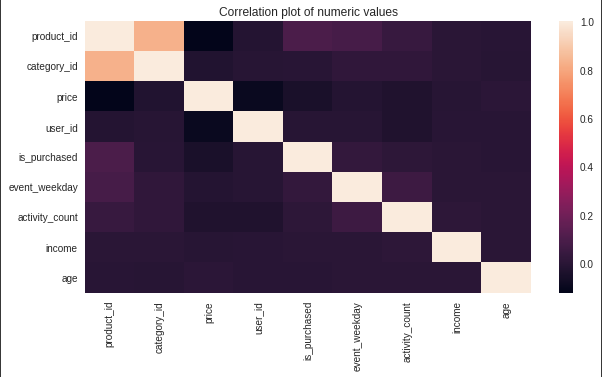 Correlation plot of numeric values
product_id
category_id
price
user_id
is_purchased
event_weekday
activity_count
income
age
product_id
category_id
price
user_id
is_purchased
event_weekday
activity_count
income
age
1.0
0.8
0.6
0.4
0.2
0.0